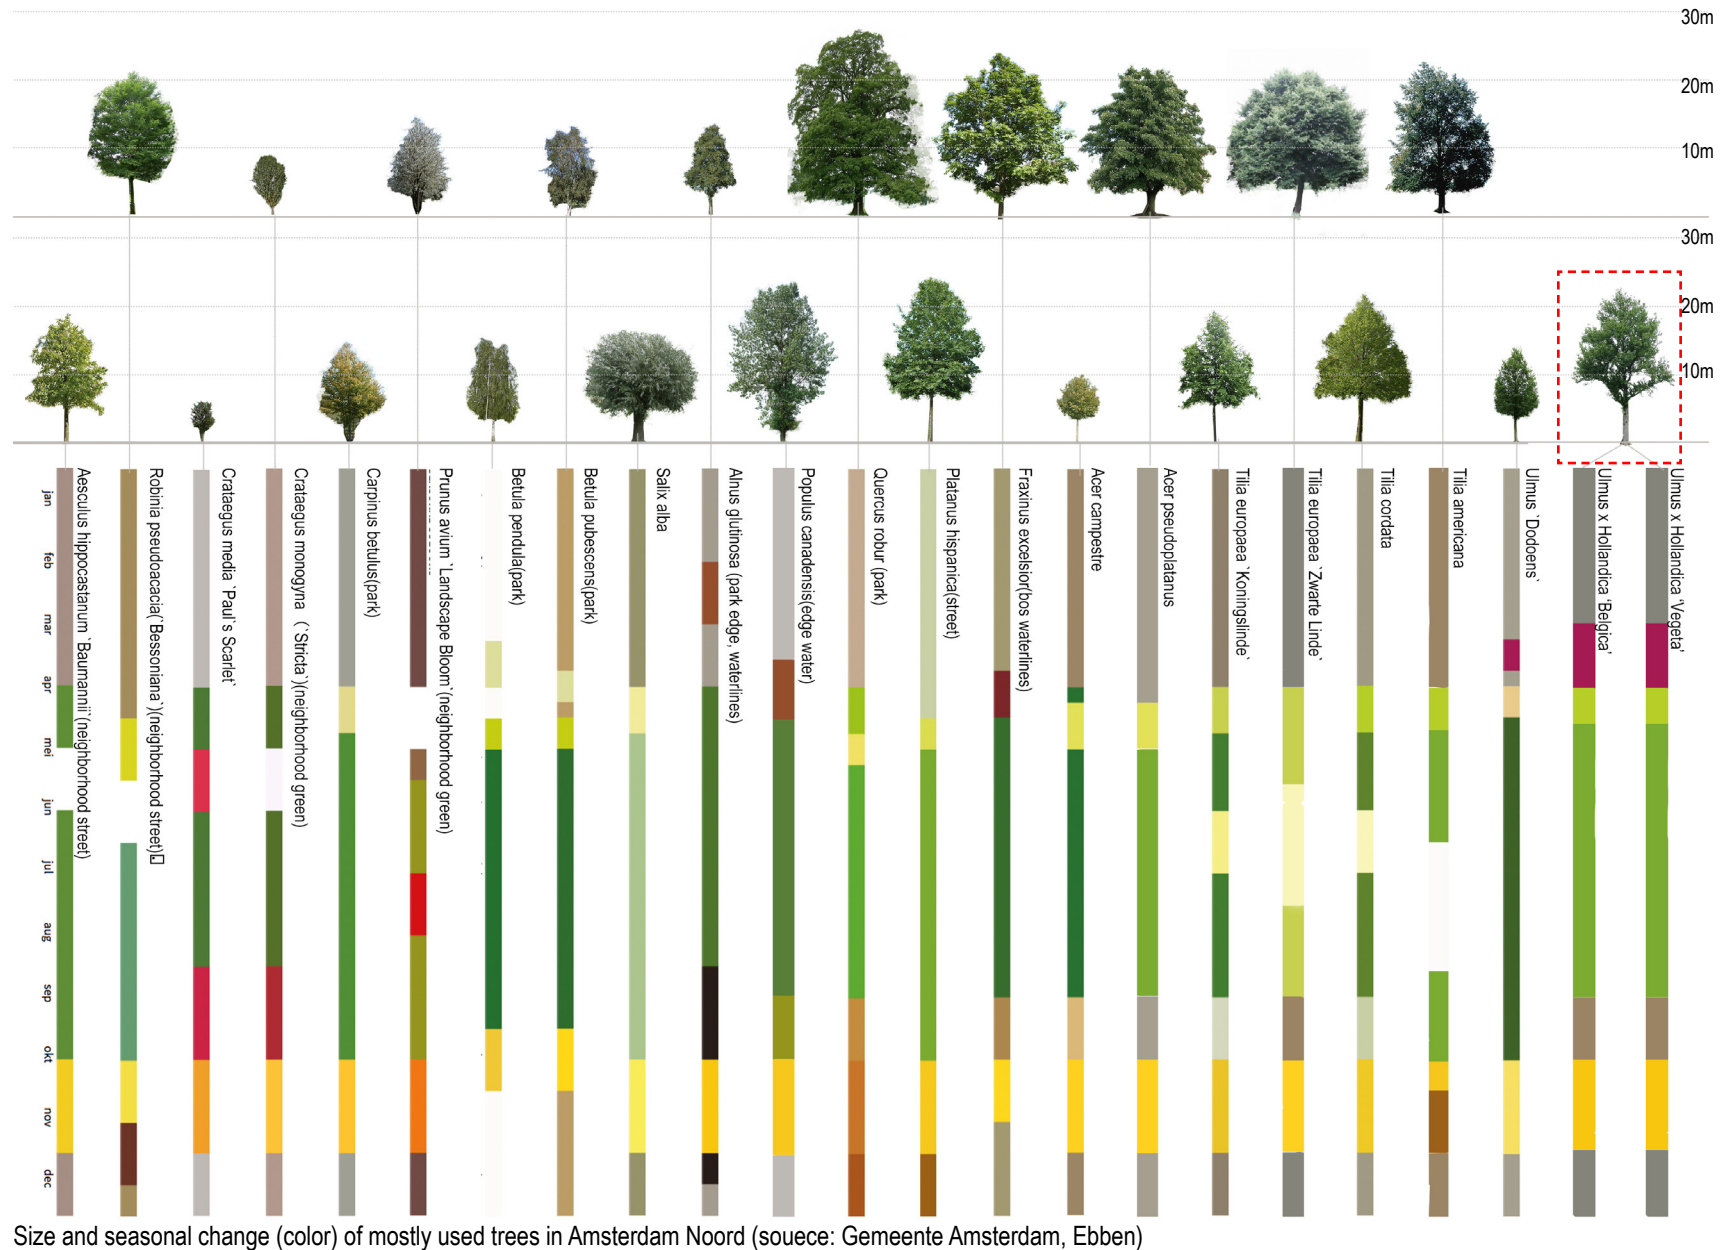 30m
20m
10m
30m
20m
10m
jan
feb
mar
apr
mei
jun
jul
aug
sep
okt
nov
dec
Aesculus hippocastanum `Baumannii`(neighborhood street)
Robinia pseudoacacia(`Bessoniana`)(neighborhood street)
Crataegus media `Paul`s Scarlet`
Crataegus monogyna (`Stricta`)(neighborhood green)
Carpinus betulus(park)
Prunus avium `Landscape Bloom`(neighborhood green)
Betula pendula(park)
Betula pubescens(park)
Salix alba
Alnus glutinosa (park edge, waterlines)
Populus canadensis(edge water)
Quercus robur (park)
Platanus hispanica(street)
Fraxinus excelsior(bos waterlines)
Acer campestre
Acer pseudoplatanus
Tilia europaea `Koningslinde`
Tilia europaea `Zwarte Linde`
Tilia cordata
Tilia americana
Ulmus `Dodoens`
Ulmus x Hollandica ‘Belgica’
Ulmus x Hollandica ‘Vegeta’
Size and seasonal change (color) of mostly used trees in Amsterdam Noord (souece: Gemeente Amsterdam, Ebben)